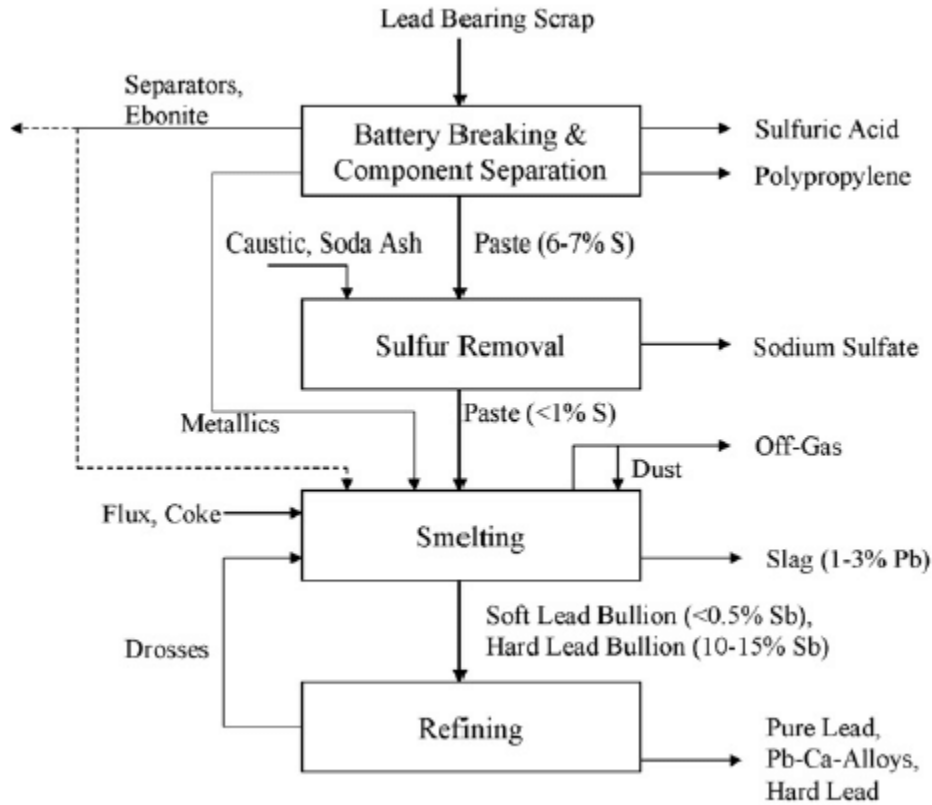 Lead Bearing Scrap
Separators,
Ebonite
Battery Breaking &
Component Separation
Sulfuric Acid
Polypropylene
Caustic, Soda Ash
Paste (6-7% S)
Sulfur Removal
Sodium Sulfate
Metallics
Paste (<1% S)
Off-Gas
Dust
Flux, Coke
Smelting
Slag (1-3% Pb)
Soft Lead Bullion (<0.5% Sb),
Hard Lead Bullion (10-15% Sb)
Drosses
Refining
Pure Lead,
Pb-Ca-Alloys,
Hard Lead